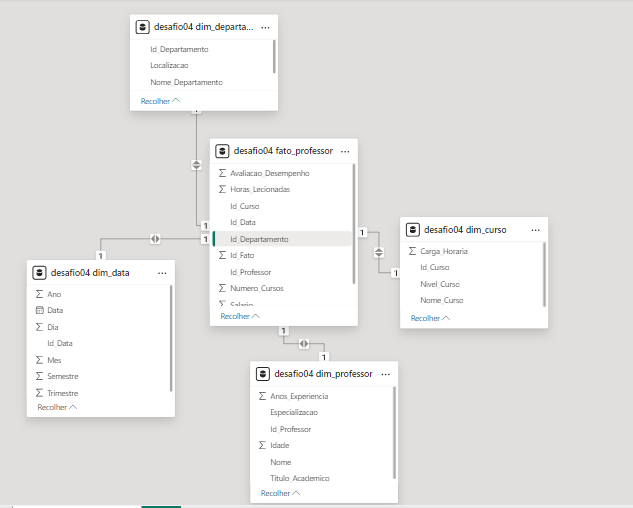 desafio04 dim_departa...
Id_Departamento
Localizacao
Nome_Departamento
Recolher
1
desafio04 fato_professor
Avaliacao_Desempenho
Horas_Lecionadas
Id_Curso
Id_Data
Id_Departamento
Id_Fato
Id_Professor
Numero_Cursos
Salario
Recolher
1
1
1
1
desafio04 dim_curso
Carga_Horaria
Id_Curso
Nivel_Curso
Nome_Curso
Recolher
1
1
desafio04 dim_data
Ano
Data
Dia
Id_Data
Mes
Semestre
Trimestre
Recolher
1
desafio04 dim_professor
Anos_Experiencia
Especializacao
Id_Professor
Idade
Nome
Titulo_Academico
Recolher
1